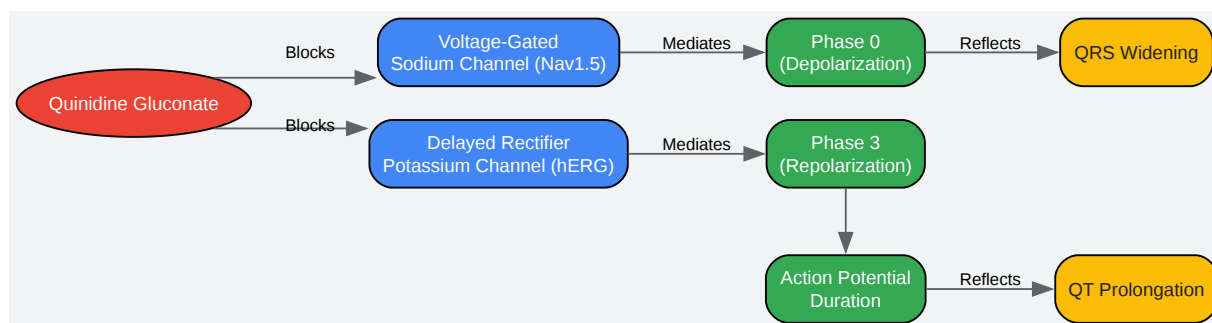 Quinidine Gluconate
Blocks
Voltage-Gated
Sodium Channel (Nav1.5)
Mediates
Phase 0
(Depolarization)
Reflects
QRS Widening
Blocks
Delayed Rectifier
Potassium Channel (hERG)
Mediates
Phase 3
(Repolarization)
Action Potential
Duration
Reflects
QT Prolongation